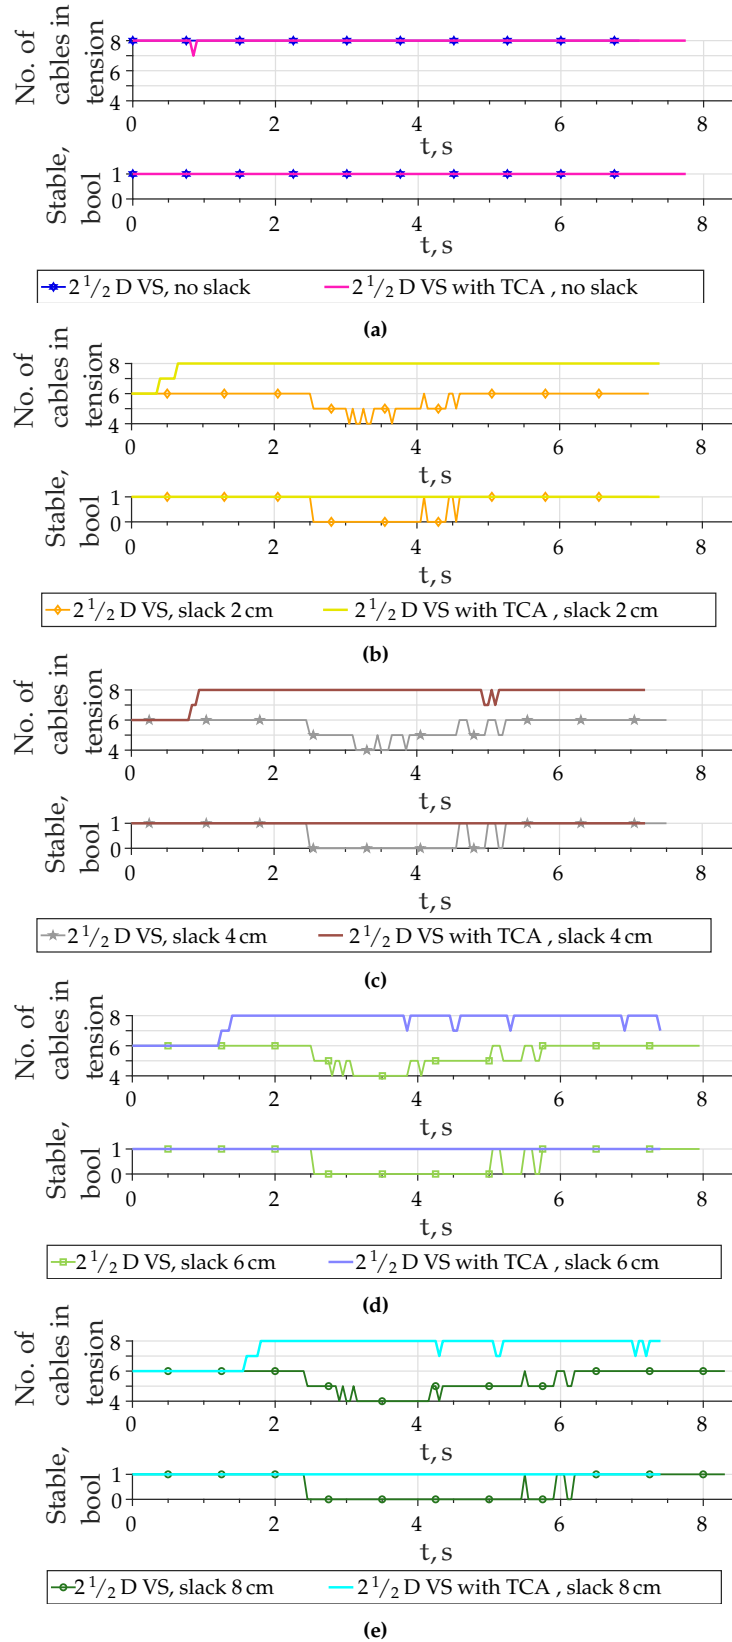 No. of
cables in
tension
8
6
4
0
2
4
6
8
t, s
Stable,
bool
1
0
0
2
4
6
8
t, s
2 1/2 D VS, no slack
2 1/2 D VS with TCA , no slack
(a)
No. of
cables in
tension
8
6
4
0
2
4
6
8
t, s
Stable,
bool
1
0
0
2
4
6
8
t, s
2 1/2 D VS, slack 2 cm
2 1/2 D VS with TCA , slack 2 cm
(b)
No. of
cables in
tension
8
6
4
0
2
4
6
8
t, s
Stable,
bool
1
0
0
2
4
6
8
t, s
2 1/2 D VS, slack 4 cm
2 1/2 D VS with TCA , slack 4 cm
(c)
No. of
cables in
tension
8
6
4
0
2
4
6
8
t, s
Stable,
bool
1
0
0
2
4
6
8
t, s
2 1/2 D VS, slack 6 cm
2 1/2 D VS with TCA , slack 6 cm
(d)
No. of
cables in
tension
8
6
4
0
2
4
6
8
t, s
Stable,
bool
1
0
0
2
4
6
8
t, s
2 1/2 D VS, slack 8 cm
2 1/2 D VS with TCA , slack 8 cm
(e)